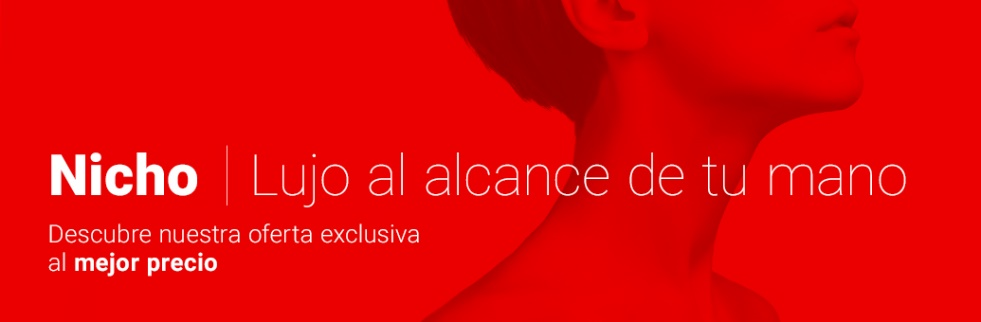 Nicho | Lujo al alcance de tu mano
Descubre nuestra oferta exclusiva
al mejor precio